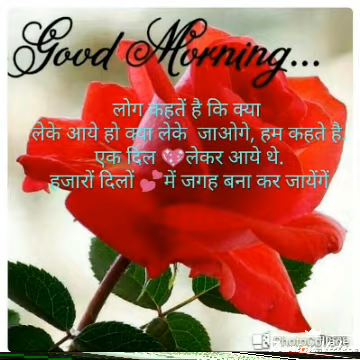 Good Morning...
लोग कहतें है कि क्या
लेके आये हो क्या लेके जाओगे, हम कहते है
एक दिल 💖लेकर आये थे.
हजारों दिलों 💕में जगह बना कर जायेंगें